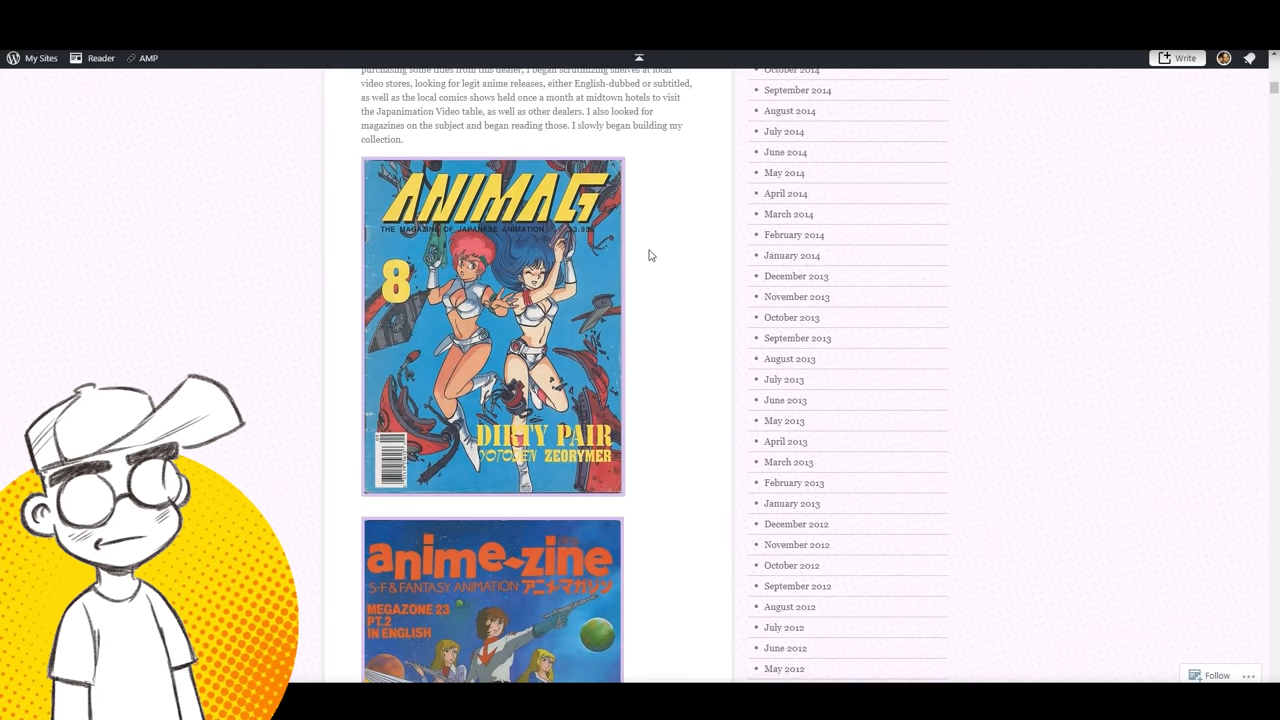 My Sites
Reader
AMP
Write
purchasing some titles from this dealer, I began scrutinizing shelves at local
video stores, looking for legit anime releases, either English-dubbed or subtitled,
as well as the local comics shows held once a month at midtown hotels to visit
the Japanimation Video table, as well as other dealers. I also looked for
magazines on the subject and began reading those. I slowly began building my
collection.
ANIMAG
THE MAGAZINE OF JAPANESE ANIMATION $3.95
8
DIRTY PAIR
YOTODEN ZEORYMER
anime-zine
S-F & FANTASY ANIMATION アニメ・マガジン
MEGAZONE 23
PT.2
IN ENGLISH
October 2014
September 2014
August 2014
July 2014
June 2014
May 2014
April 2014
March 2014
February 2014
January 2014
December 2013
November 2013
October 2013
September 2013
August 2013
July 2013
June 2013
May 2013
April 2013
March 2013
February 2013
January 2013
December 2012
November 2012
October 2012
September 2012
August 2012
July 2012
June 2012
May 2012
Follow